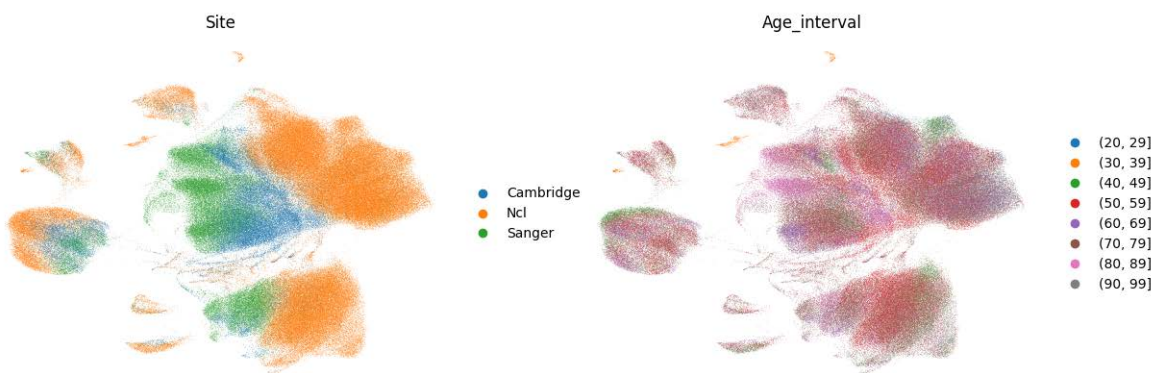 Site
Age_interval
Cambridge
Ncl
Sanger
(20, 29]
(30, 39]
(40, 49]
(50, 59]
(60, 69]
(70, 79]
(80, 89]
(90, 99]